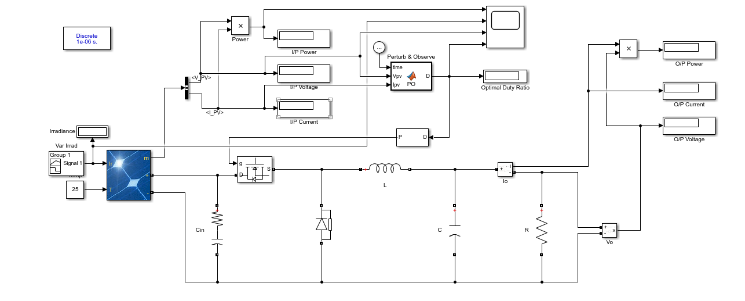 Discrete
1e-06 s.
×
Power
I/P Power
<V_PV>
I/P Voltage
<I_PV>
I/P Current
...
Perturb & Observe
time
Vpv
Ipv
D
PO
Optimal Duty Ratio
×
O/P Power
O/P Current
O/P Voltage
Irradiance
Var Irrad
Group 1
Signal 1
25
m
P
D
g
D
S
L
Io
Cin
C
R
Vo